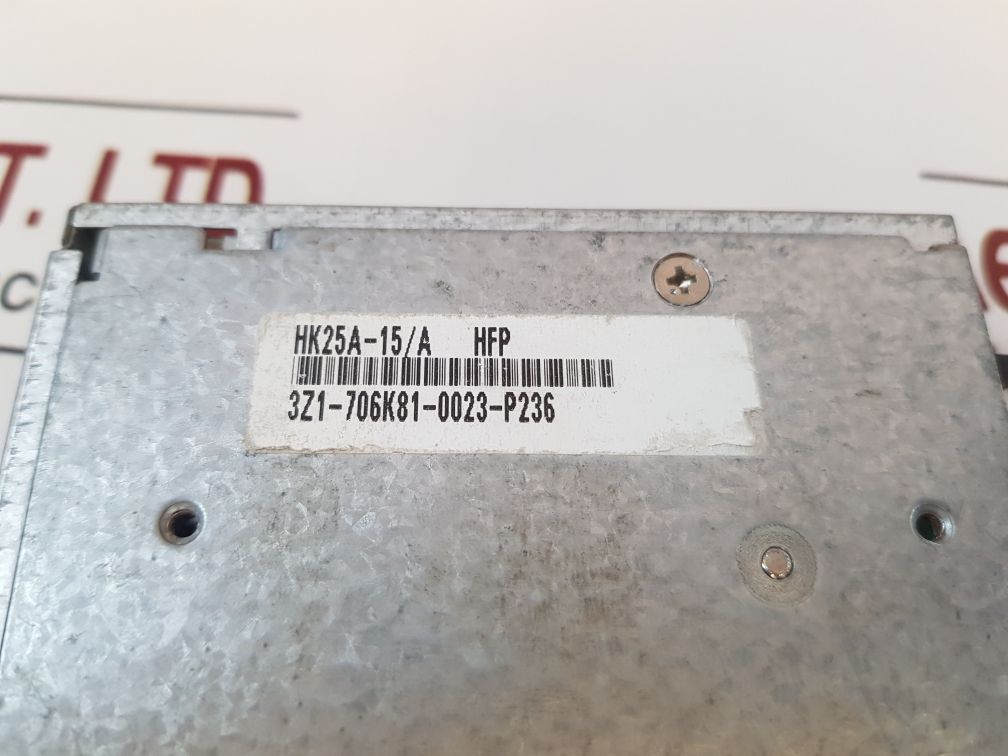 T. LTD
HK25A-15/A HFP
3Z1-706K81-0023-P236